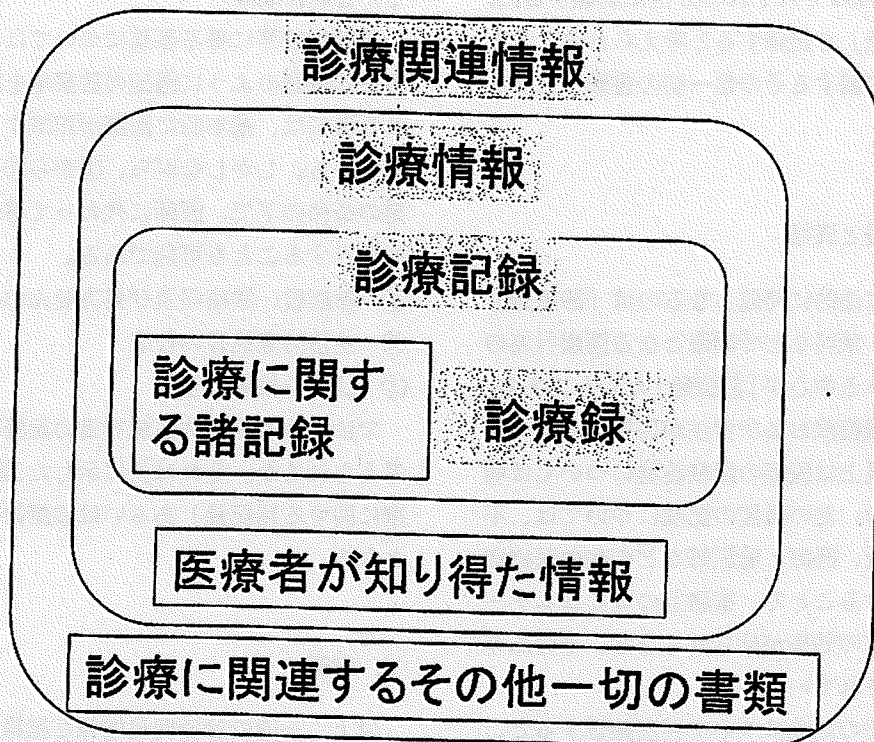 診療関連情報
診療情報
診療記録
診療に関す
る諸記録
診療録
医療者が知り得た情報
診療に関連するその他一切の書類